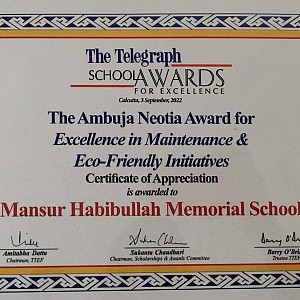 The Telegraph
SCHOOL AWARDS
FOR EXCELLENCE
Calcutta, 3 September, 2022
The Ambuja Neotia Award for
Excellence in Maintenance &
Eco-Friendly Initiatives
Certificate of Appreciation
is awarded to
Mansur Habibullah Memorial School
Amitabha Datta
Chairman, TTEF
Sukanta Chaudhuri
Chairman, Scholarships & Awards Committee
Barry O'Bri
Trustee TTEF